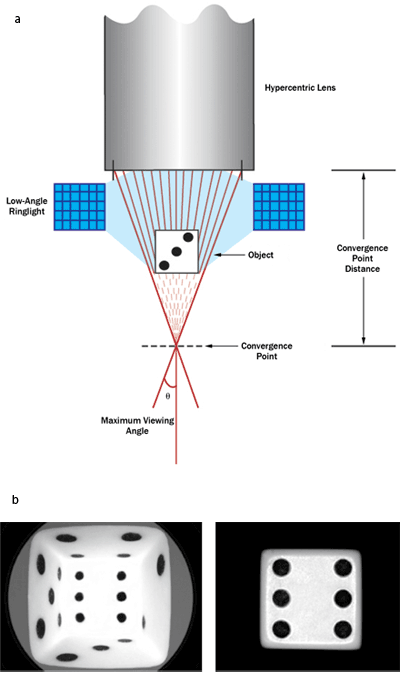 a
Hypercentric Lens
Low-Angle
Ringlight
Convergence
Point
Distance
Object
Convergence
Point
θ
Maximum Viewing
Angle
b